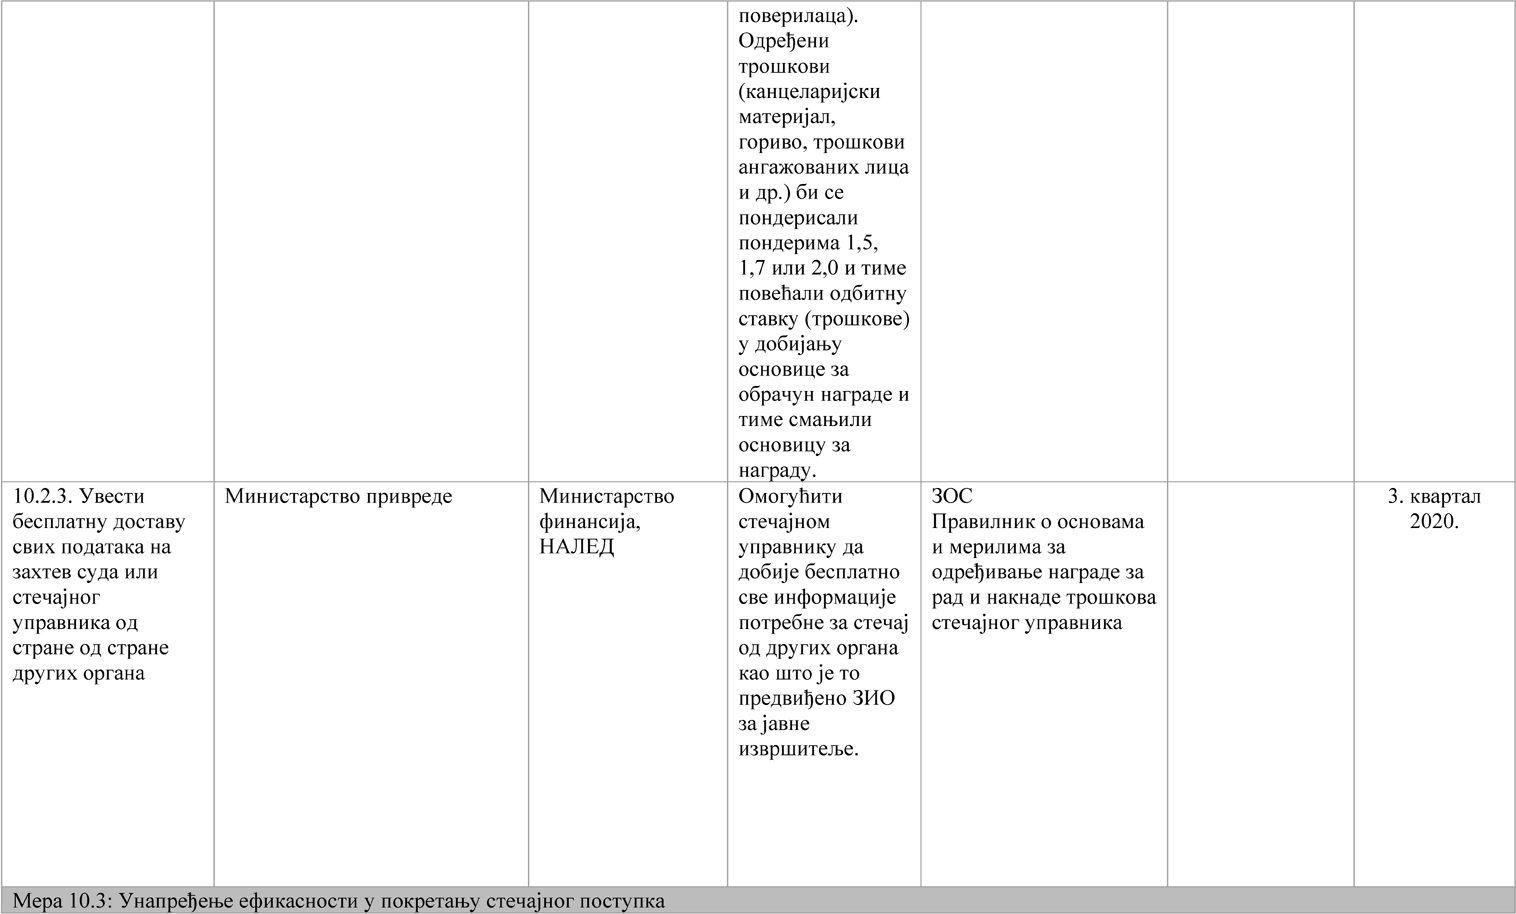 поверилаца).
Одређени
трошкови
(канцеларијски
материјал,
гориво, трошкови
ангажованих лица
и др.) би се
пондерисали
пондерима 1,5,
1,7 или 2,0 и тиме
повећали одбитну
ставку (трошкове)
у добијању
основице за
обрачун награде и
тиме смањили
основицу за
награду.
10.2.3. Увести
бесплатну доставу
свих података на
захтев суда или
стечајног
управника од
стране од стране
других органа
Министарство привреде
Министарство
финансија,
НАЛЕД
Омогућити
стечајном
управнику да
добије бесплатно
све информације
потребне за стечај
од других органа
као што је то
предвиђено ЗИО
за јавне
извршитеље.
ЗОС
Правилник о основама
и мерилима за
одређивање награде за
рад и накнаде трошкова
стечајног управника
3. квартал
2020.
Мера 10.3: Унапређење ефикасности у покретању стечајног поступка